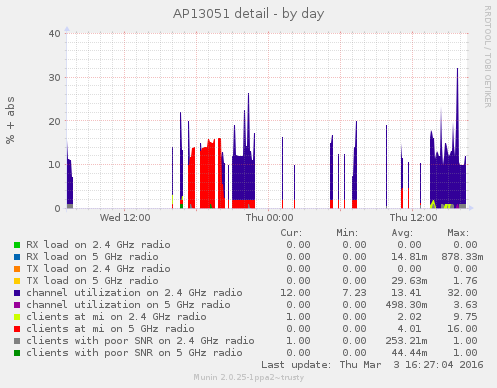 AP13051 detail - by day
RRDTOOL / TOBI OETIKER
% + abs
40
30
20
10
0
Wed 12:00 Thu 00:00 Thu 12:00
Cur: Min: Avg: Max:
RX load on 2.4 GHz radio 0.00 0.00 0.00 0.00
RX load on 5 GHz radio 0.00 0.00 14.81m 878.33m
TX load on 2.4 GHz radio 0.00 0.00 0.00 0.00
TX load on 5 GHz radio 0.00 0.00 29.63m 1.76
channel utilization on 2.4 GHz radio 12.00 7.23 13.41 32.00
channel utilization on 5 GHz radio 0.00 0.00 498.30m 3.63
clients at mi on 2.4 GHz radio 1.00 0.00 2.02 9.75
clients at mi on 5 GHz radio 0.00 0.00 4.01 16.00
clients with poor SNR on 2.4 GHz radio 1.00 0.00 253.21m 1.00
clients with poor SNR on 5 GHz radio 0.00 0.00 44.44m 1.00
Last update: Thu Mar 3 16:27:04 2016
Munin 2.0.25-1ppa2~trusty